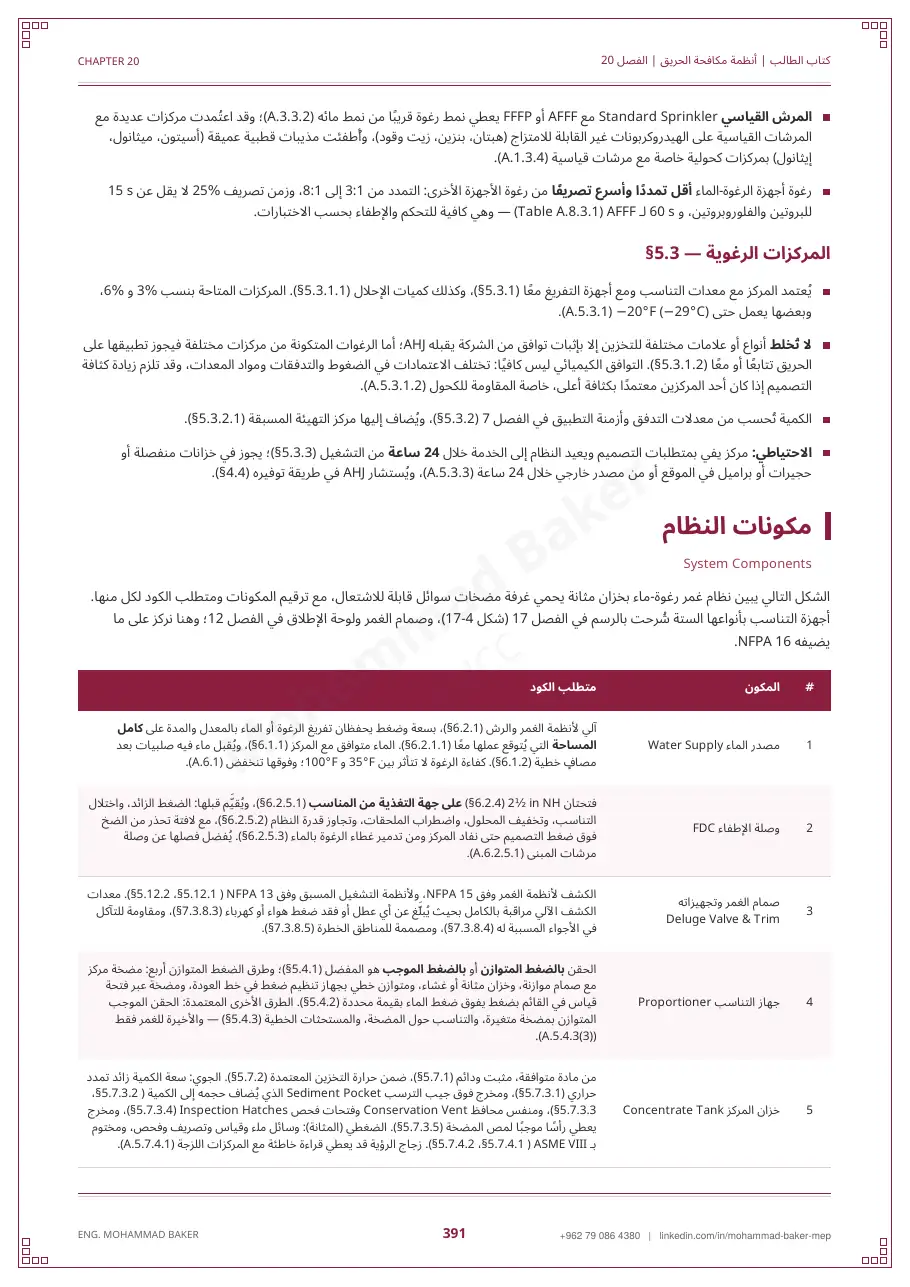 كتاب الطالب | أنظمة مكافحة الحريق | الفصل 20
CHAPTER 20
المرش القياسي Standard Sprinkler مع AFFF أو FFFP يعطي نمط رغوة قريبًا من نمط مائه (A.3.3.2)؛ وقد اعتُمدت مركزات عديدة مع
المرشات القياسية على الهيدروكربونات غير القابلة للامتزاج (هبتان، بنزين، زيت وقود)، وأُطفئت مذيبات قطبية عميقة (أسيتون، ميثانول،
إيثانول) بمركزات كحولية خاصة مع مرشات قياسية (A.1.3.4).
رغوة أجهزة الرغوة-الماء أقل تمددًا وأسرع تصريفًا من رغوة الأجهزة الأخرى: التمدد من 3:1 إلى 8:1، وزمن تصريف 25% لا يقل عن 15 s
للبروتين والفلوروبروتين، و 60 s لـ AFFF (Table A.8.3.1) — وهي كافية للتحكم والإطفاء بحسب الاختبارات.
المركزات الرغوية — §5.3
يُعتمد المركز مع معدات التناسب ومع أجهزة التفريغ معًا (§5.3.1)، وكذلك كميات الإحلال (§5.3.1.1). المركزات المتاحة بنسب 3% و 6%،
وبعضها يعمل حتى −20°F (−29°C) (A.5.3.1).
لا تُخلط أنواع أو علامات مختلفة للتخزين إلا بإثبات توافق من الشركة يقبله AHJ؛ أما الرغوات المتكونة من مركزات مختلفة فيجوز تطبيقها على
الحريق تتابعًا أو معًا (§5.3.1.2). التوافق الكيميائي ليس كافيًا: تختلف الاعتمادات في الضغوط والتدفقات ومواد المعدات، وقد تلزم زيادة كثافة
التصميم إذا كان أحد المركزين معتمدًا بكثافة أعلى، خاصة المقاومة للكحول (A.5.3.1.2).
الكمية تُحسب من معدلات التدفق وأزمنة التطبيق في الفصل 7 (§5.3.2)، ويُضاف إليها مركز التهيئة المسبقة (§5.3.2.1).
الاحتياطي: مركز يفي بمتطلبات التصميم ويعيد النظام إلى الخدمة خلال 24 ساعة من التشغيل (§5.3.3)؛ يجوز في خزانات منفصلة أو
حجيرات أو براميل في الموقع أو من مصدر خارجي خلال 24 ساعة (A.5.3.3)، ويُستشار AHJ في طريقة توفيره (§4.4).
مكونات النظام
System Components
الشكل التالي يبين نظام غمر رغوة-ماء بخزان مثانة يحمي غرفة مضخات سوائل قابلة للاشتعال، مع ترقيم المكونات ومتطلب الكود لكل منها.
أجهزة التناسب بأنواعها الستة شُرحت بالرسم في الفصل 17 (شكل 4-17)، وصمام الغمر ولوحة الإطلاق في الفصل 12؛ وهنا نركز على ما
يضيفه NFPA 16.
# المكون متطلب الكود
1 مصدر الماء Water Supply
آلي لأنظمة الغمر والرش (§6.2.1)، بسعة وضغط يحفظان تفريغ الرغوة أو الماء بالمعدل والمدة على كامل
المساحة التي يُتوقع عملها معًا (§6.2.1.1). الماء متوافق مع المركز (§6.1.1)، ويُقبل ماء فيه صلبيات بعد
مصافٍ خطية (§6.1.2). كفاءة الرغوة لا تتأثر بين 35°F و 100°F؛ وفوقها تنخفض (A.6.1).
2 وصلة الإطفاء FDC
فتحتان 2½ in NH (§6.2.4) على جهة التغذية من المناسب (§6.2.5.1)، ويُقيَّم قبلها: الضغط الزائد، واختلال
التناسب، وتخفيف المحلول، واضطراب الملحقات، وتجاوز قدرة النظام (§6.2.5.2)، مع لافتة تحذر من الضخ
فوق ضغط التصميم حتى نفاد المركز ومن تدمير غطاء الرغوة بالماء (§6.2.5.3). يُفضل فصلها عن وصلة
مرشات المبنى (A.6.2.5.1).
3 صمام الغمر وتجهيزاته
Deluge Valve & Trim
الكشف لأنظمة الغمر وفق NFPA 15، ولأنظمة التشغيل المسبق وفق NFPA 13 (§5.12.1، §5.12.2). معدات
الكشف الآلي مراقبة بالكامل بحيث يُبلَّغ عن أي عطل أو فقد ضغط هواء أو كهرباء (§7.3.8.3)، ومقاومة للتآكل
في الأجواء المسببة له (§7.3.8.4)، ومصممة للمناطق الخطرة (§7.3.8.5).
4 جهاز التناسب Proportioner
الحقن بالضغط المتوازن أو بالضغط الموجب هو المفضل (§5.4.1)؛ وطرق الضغط المتوازن أربع: مضخة مركز
مع صمام موازنة، وخزان مثانة أو غشاء، ومتوازن خطي بجهاز تنظيم ضغط في خط العودة، ومضخة عبر فتحة
قياس في القائم بضغط يفوق ضغط الماء بقيمة محددة (§5.4.2). الطرق الأخرى المعتمدة: الحقن الموجب
المتوازن بمضخة متغيرة، والتناسب حول المضخة، والمستحثات الخطية (§5.4.3) — والأخيرة للغمر فقط
(A.5.4.3(3)).
5 خزان المركز Concentrate Tank
من مادة متوافقة، مثبت ودائم (§5.7.1)، ضمن حرارة التخزين المعتمدة (§5.7.2). الجوي: سعة الكمية زائد تمدد
حراري (§5.7.3.1)، ومخرج فوق جيب الترسب Sediment Pocket الذي يُضاف حجمه إلى الكمية (§5.7.3.2،
§5.7.3.3)، ومنفس محافظ Conservation Vent وفتحات فحص Inspection Hatches (§5.7.3.4)، ومخرج
يعطي رأسًا موجبًا لمص المضخة (§5.7.3.5). الضغطي (المثانة): وسائل ملء وقياس وتصريف وفحص، ومختوم
بـ ASME VIII (§5.7.4.1، §5.7.4.2). زجاج الرؤية قد يعطي قراءة خاطئة مع المركزات اللزجة (A.5.7.4.1).
ENG. MOHAMMAD BAKER
391
+962 79 086 4380 | linkedin.com/in/mohammad-baker-mep